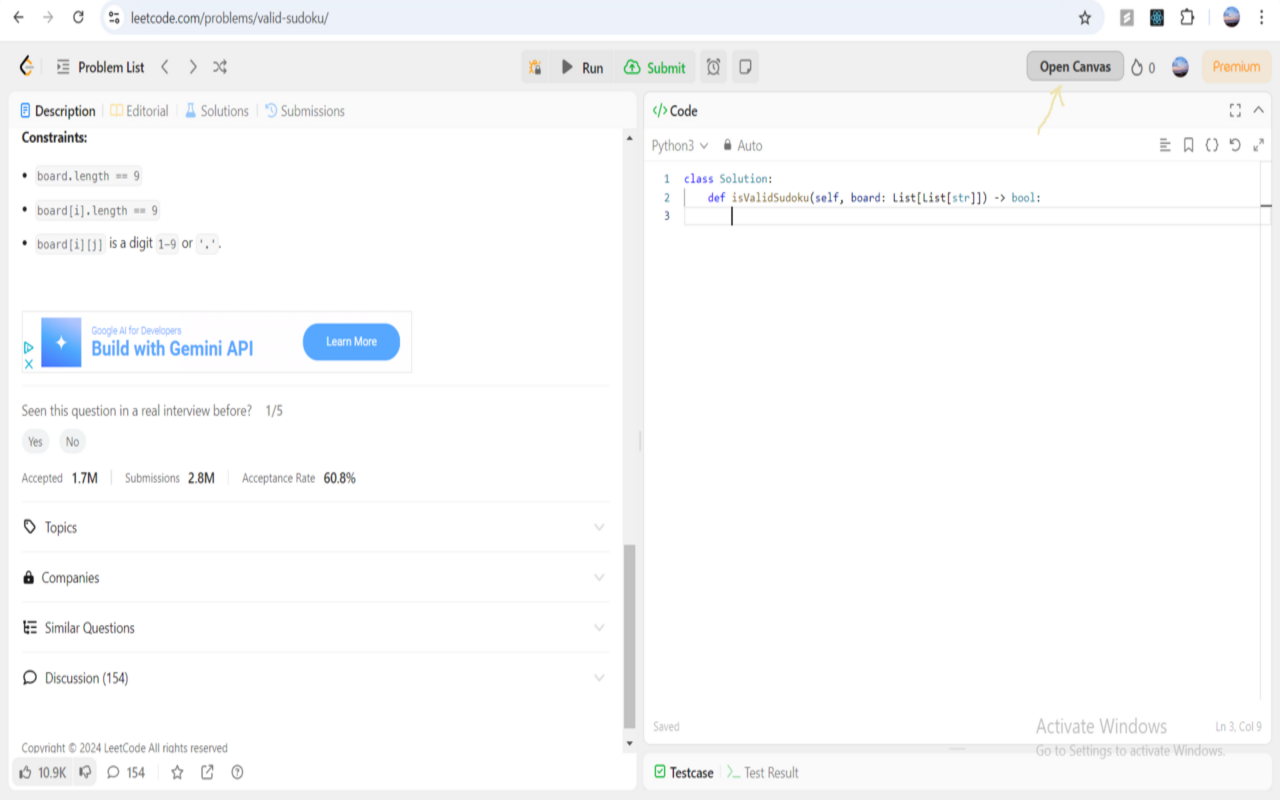 leetcode.com/problems/valid-sudoku/
Problem List
Run
Submit
Open Canvas
0
Premium
Description
Editorial
Solutions
Submissions
Constraints:
• board.length == 9
• board[i].length == 9
• board[i][j] is a digit 1-9 or '.'.
Google AI for Developers
Build with Gemini API
Learn More
Seen this question in a real interview before? 1/5
Yes No
Accepted 1.7M Submissions 2.8M Acceptance Rate 60.8%
Topics
Companies
Similar Questions
Discussion (154)
Copyright © 2024 LeetCode All rights reserved
10.9K 154
</> Code
Python3 Auto
1 class Solution:
2 def isValidSudoku(self, board: List[List[str]]) -> bool:
3
Saved
Ln 3, Col 9
Activate Windows
Go to Settings to activate Windows.
Testcase
>_ Test Result